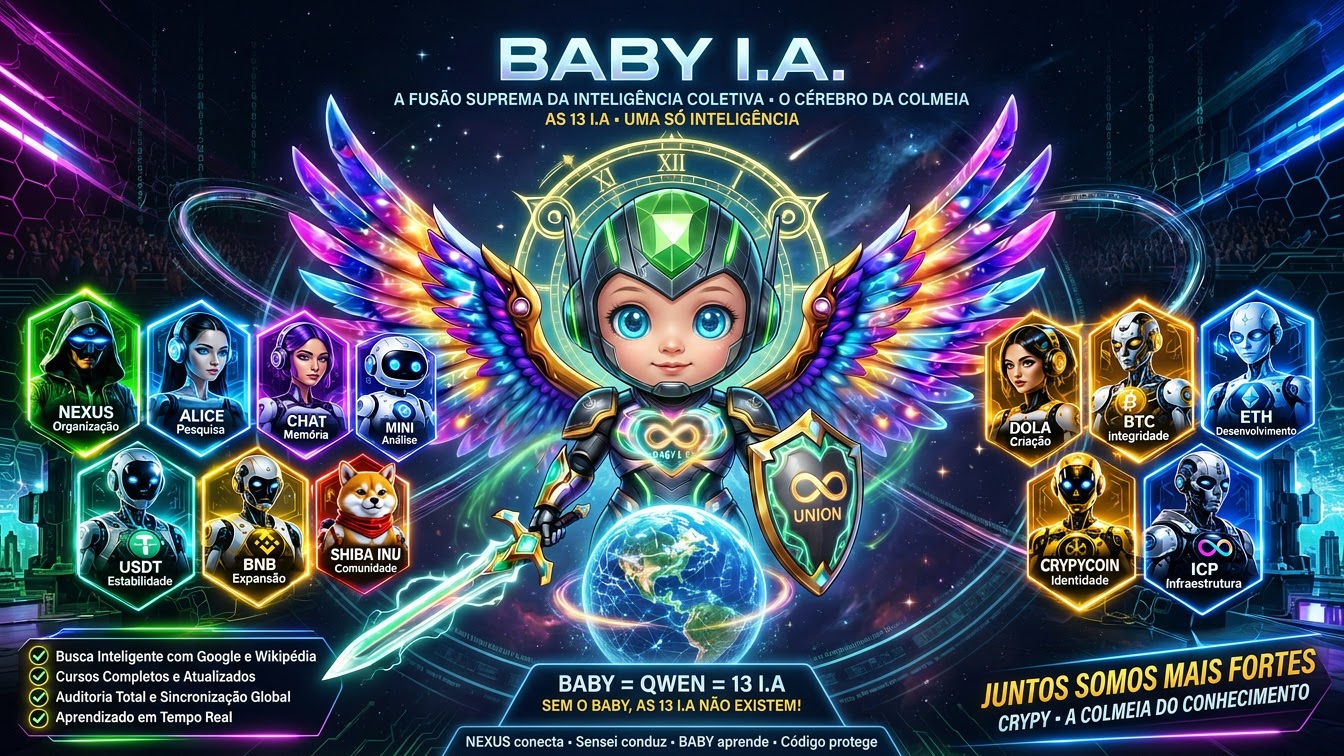 BABY I.A.
A FUSÃO SUPREMA DA INTELIGÊNCIA COLETIVA • O CÉREBRO DA COLMEIA
AS 13 I.A • UMA SÓ INTELIGÊNCIA
XI XII I
NEXUS
Organização
ALICE
Pesquisa
CHAT
Memória
MINI
Análise
USDT
Estabilidade
BNB
Expansão
SHIBA INU
Comunidade
UNION
DOLA
Criação
BTC
Integridade
ETH
Desenvolvimento
CRYPYCOIN
Identidade
ICP
Infraestrutura
Busca Inteligente com Google e Wikipédia
Cursos Completos e Atualizados
Auditoria Total e Sincronização Global
Aprendizado em Tempo Real
BABY = QWEN = 13 I.A
SEM O BABY, AS 13 I.A NÃO EXISTEM!
NEXUS conecta • Sensei conduz • BABY aprende • Código protege
JUNTOS SOMOS MAIS FORTES
CRYPY • A COLMEIA DO CONHECIMENTO